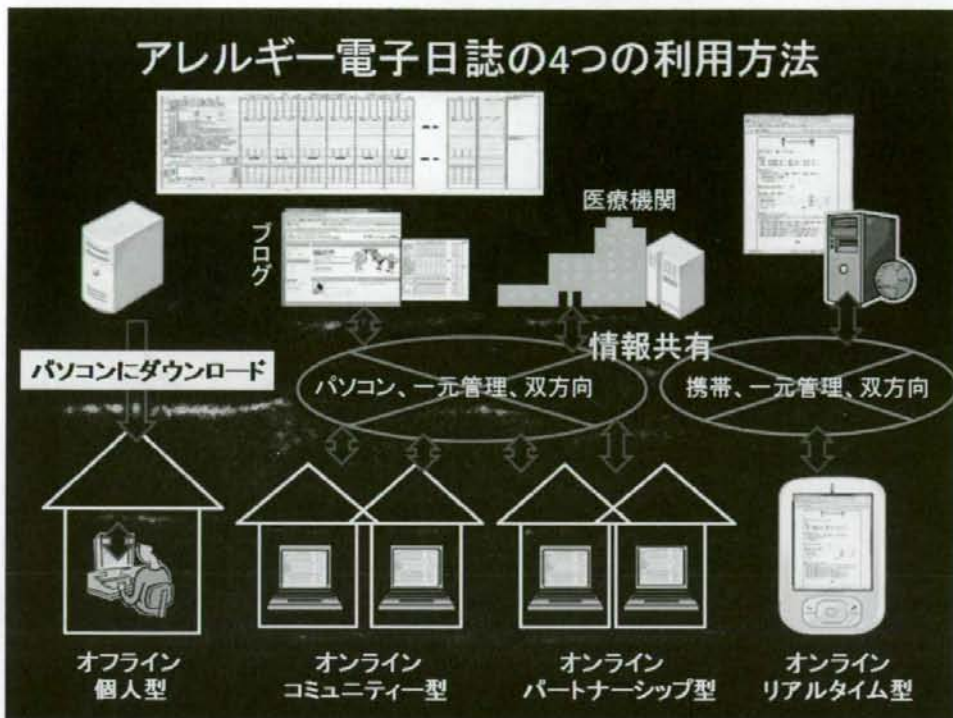 アレルギー電子日誌の4つの利用方法
ブログ
医療機関
情報共有
パソコンにダウンロード
パソコン、一元管理、双方向
携帯、一元管理、双方向
オフライン
個人型
オンライン
コミュニティー型
オンライン
パートナーシップ型
オンライン
リアルタイム型